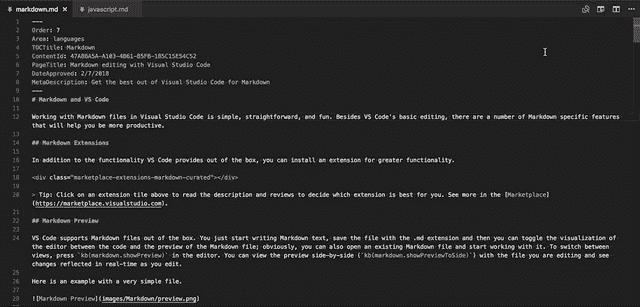 markdown.md
javascript.md
1 ---
2 Order: 7
3 Area: languages
4 TOCTitle: Markdown
5 ContentId: 47A8BA5A-A103-4B61-B5FB-185C15E54C52
6 PageTitle: Markdown editing with Visual Studio Code
7 DateApproved: 2/7/2018
8 MetaDescription: Get the best out of Visual Studio Code for Markdown
9 ---
10 # Markdown and VS Code
11
12 Working with Markdown files in Visual Studio Code is simple, straightforward, and fun. Besides VS Code's basic editing, there are a number of Markdown specific features
that will help you be more productive.
13
14 ## Markdown Extensions
15
16 In addition to the functionality VS Code provides out of the box, you can install an extension for greater functionality.
17
18 <div class="marketplace-extensions-markdown-curated"></div>
19
20 > Tip: Click on an extension tile above to read the description and reviews to decide which extension is best for you. See more in the [Marketplace]
(https://marketplace.visualstudio.com).
21
22 ## Markdown Preview
23
24 VS Code supports Markdown files out of the box. You just start writing Markdown text, save the file with the .md extension and then you can toggle the visualization of
the editor between the code and the preview of the Markdown file; obviously, you can also open an existing Markdown file and start working with it. To switch between
views, press `kb(markdown.showPreview)` in the editor. You can view the preview side-by-side (`kb(markdown.showPreviewToSide)`) with the file you are editing and see
changes reflected in real-time as you edit.
25
26 Here is an example with a very simple file.
27
28 ![Markdown Preview](images/Markdown/preview.png)